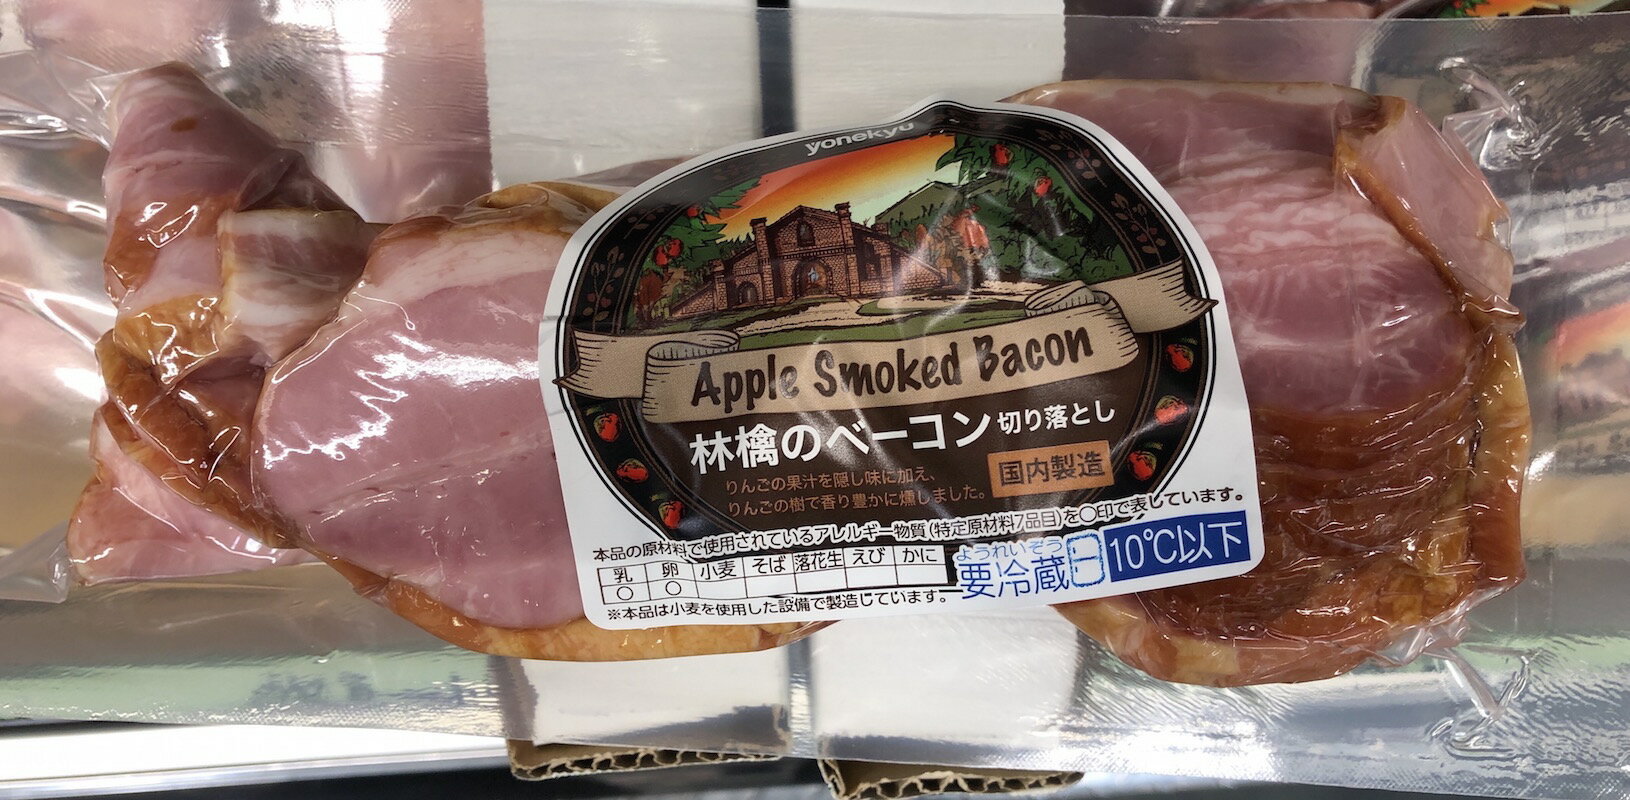 yonekyu
Apple Smoked Bacon
林檎のベーコン 切り落とし
りんごの果汁を隠し味に加え、
りんごの樹で香り豊かに燻しました。
国内製造
本品の原材料で使用されているアレルギー物質(特定原材料7品目)を○印で表しています。
乳 卵 小麦 そば 落花生 えび かに
○ ○
※本品は小麦を使用した設備で製造しています。
ようれいぞう
要冷蔵
10℃以下